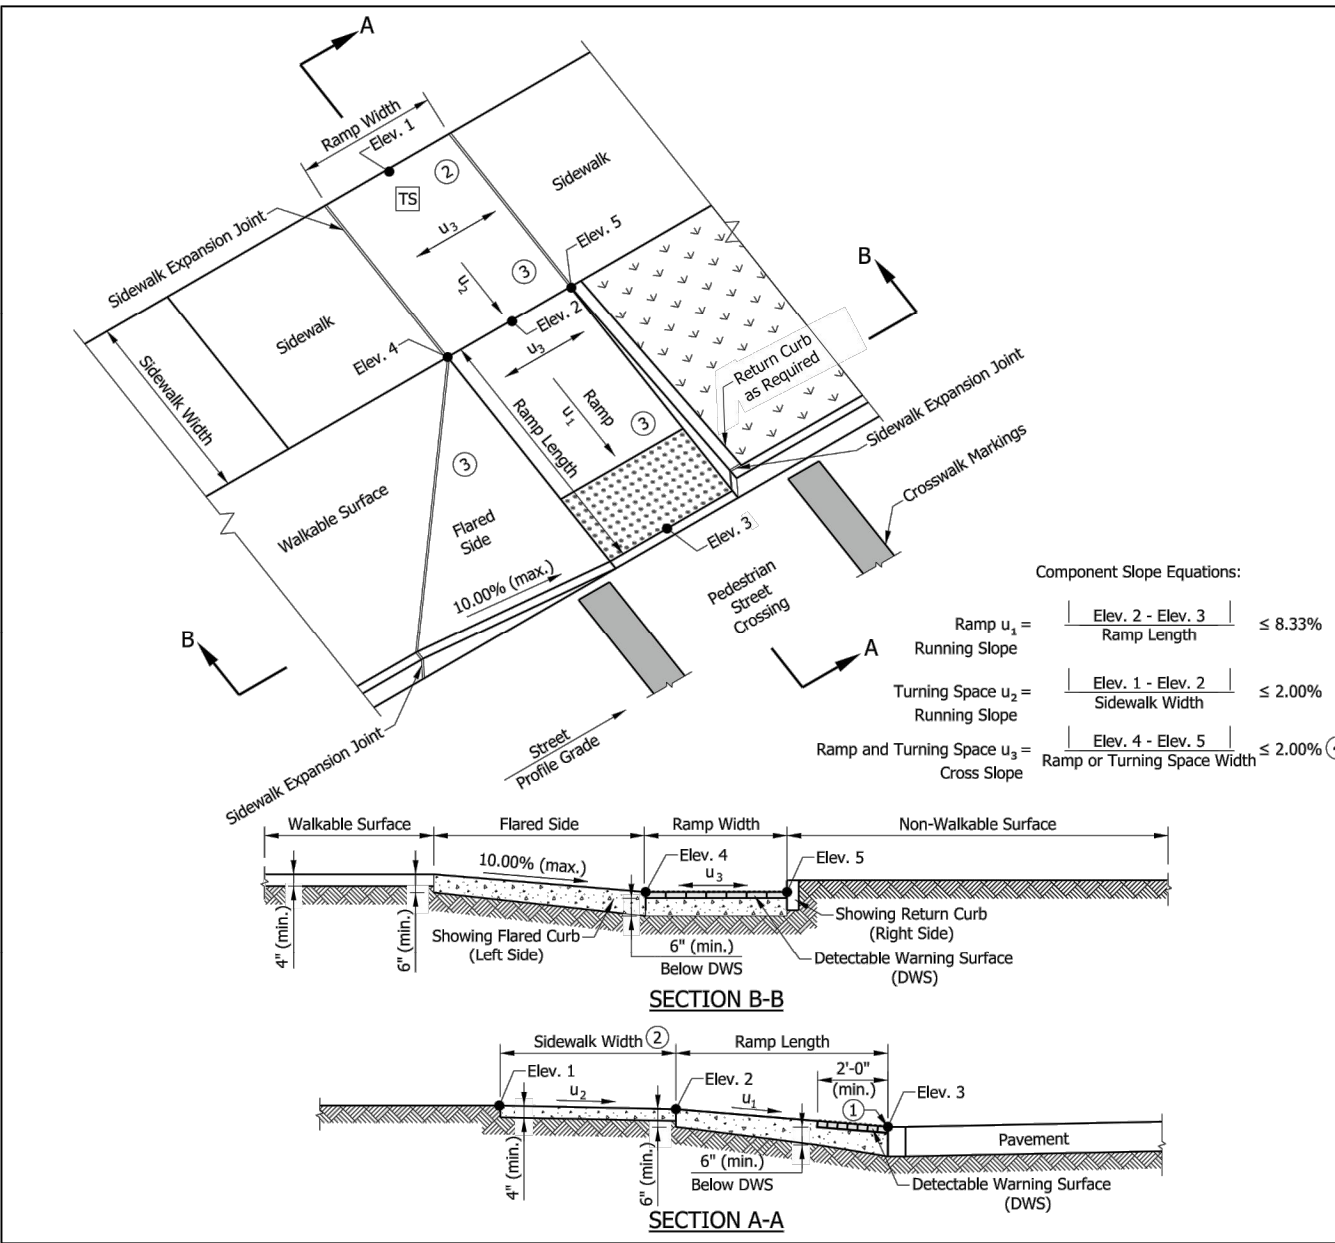 A
Ramp Width
Elev. 1
2
TS
Sidewalk
Sidewalk Expansion Joint
u3
Elev. 5
3
u2
B
Elev. 2
Sidewalk
Elev. 4
u3
Sidewalk Width
Return Curb
as Required
Ramp
u1
Ramp Length
3
Sidewalk Expansion Joint
3
Crosswalk Markings
Walkable Surface
Flared
Side
Elev. 3
10.00% (max.)
Pedestrian
Street
Crossing
B
A
Street
Profile Grade
Sidewalk Expansion Joint
Component Slope Equations:
Ramp u1 = | Elev. 2 - Elev. 3 | ≤ 8.33%
Running Slope Ramp Length
Turning Space u2 = | Elev. 1 - Elev. 2 | ≤ 2.00%
Running Slope Sidewalk Width
Ramp and Turning Space u3 = | Elev. 4 - Elev. 5 | ≤ 2.00%
Cross Slope Ramp or Turning Space Width
Walkable Surface Flared Side Ramp Width Non-Walkable Surface
10.00% (max.)
Elev. 4
u3
Elev. 5
4" (min.)
6" (min.)
Showing Flared Curb
(Left Side)
6" (min.)
Below DWS
Showing Return Curb
(Right Side)
Detectable Warning Surface
(DWS)
SECTION B-B
Sidewalk Width 2 Ramp Length
2'-0"
(min.)
Elev. 1
u2
Elev. 2
u1
1
Elev. 3
4" (min.)
6" (min.)
6" (min.)
Below DWS
Pavement
Detectable Warning Surface
(DWS)
SECTION A-A